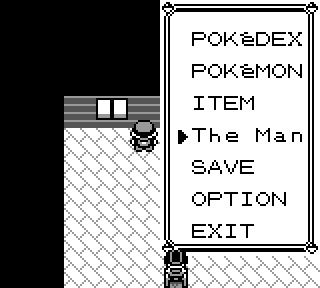 POKéDEX
POKéMON
ITEM
The Man
SAVE
OPTION
EXIT